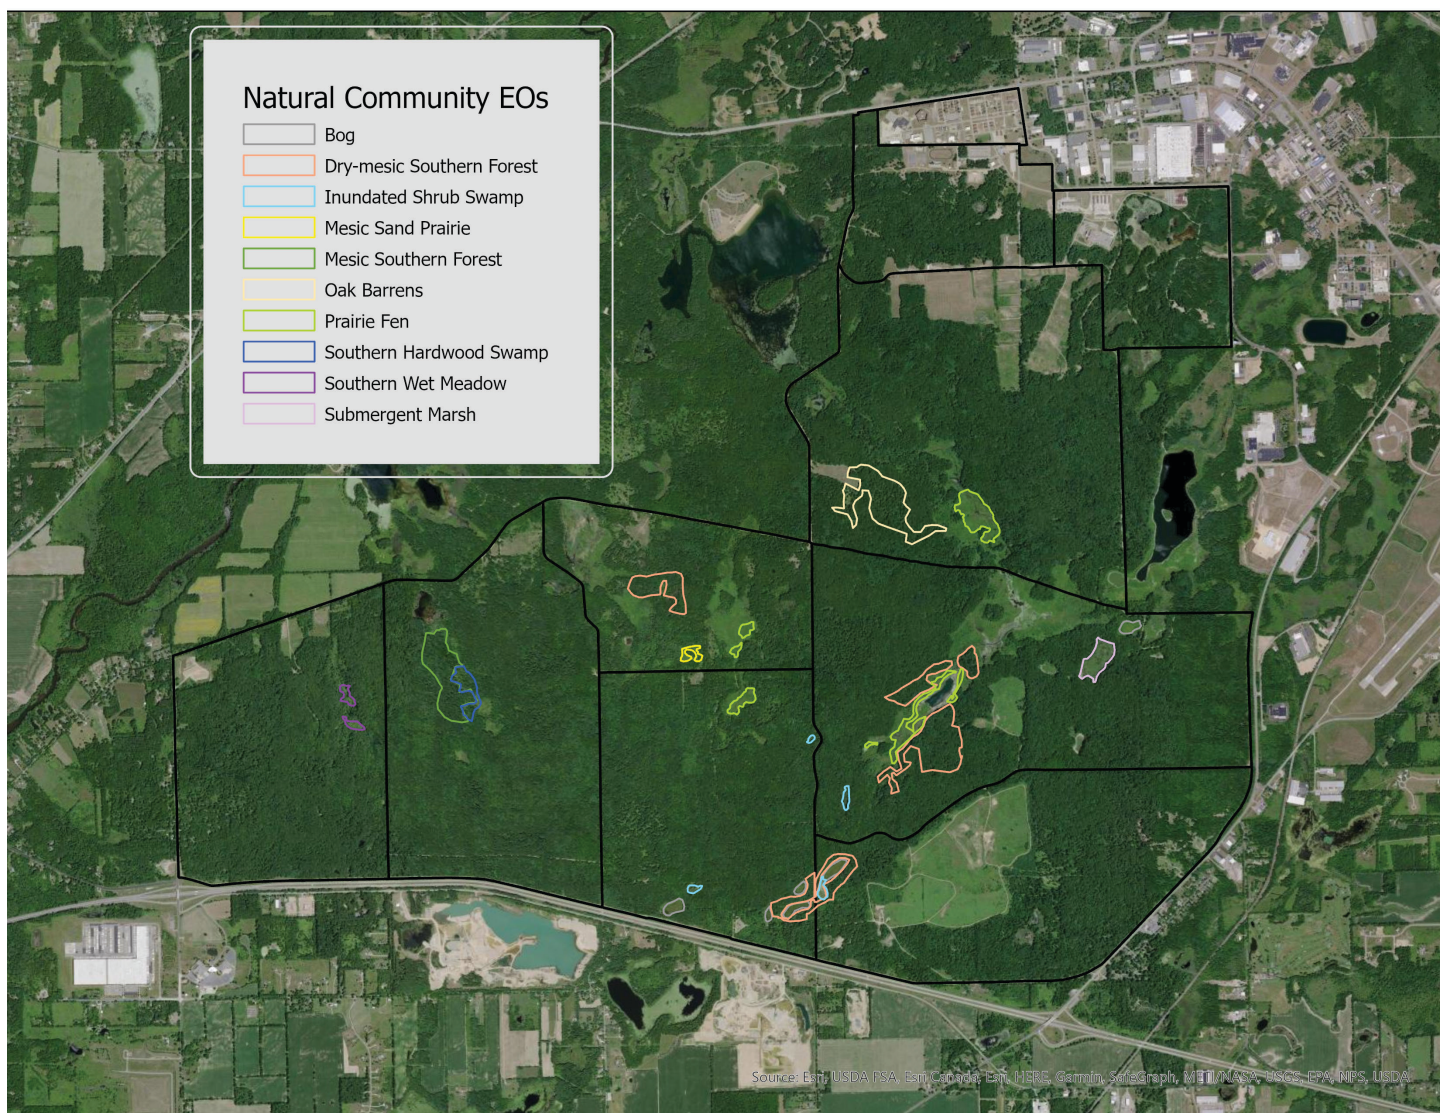 Natural Community EOs
Bog
Dry-mesic Southern Forest
Inundated Shrub Swamp
Mesic Sand Prairie
Mesic Southern Forest
Oak Barrens
Prairie Fen
Southern Hardwood Swamp
Southern Wet Meadow
Submergent Marsh
Source: Esri, USDA FSA, Esri Canada, Esri, HERE, Garmin, SafeGraph, METI/NASA, USGS, EPA, NPS, USDA